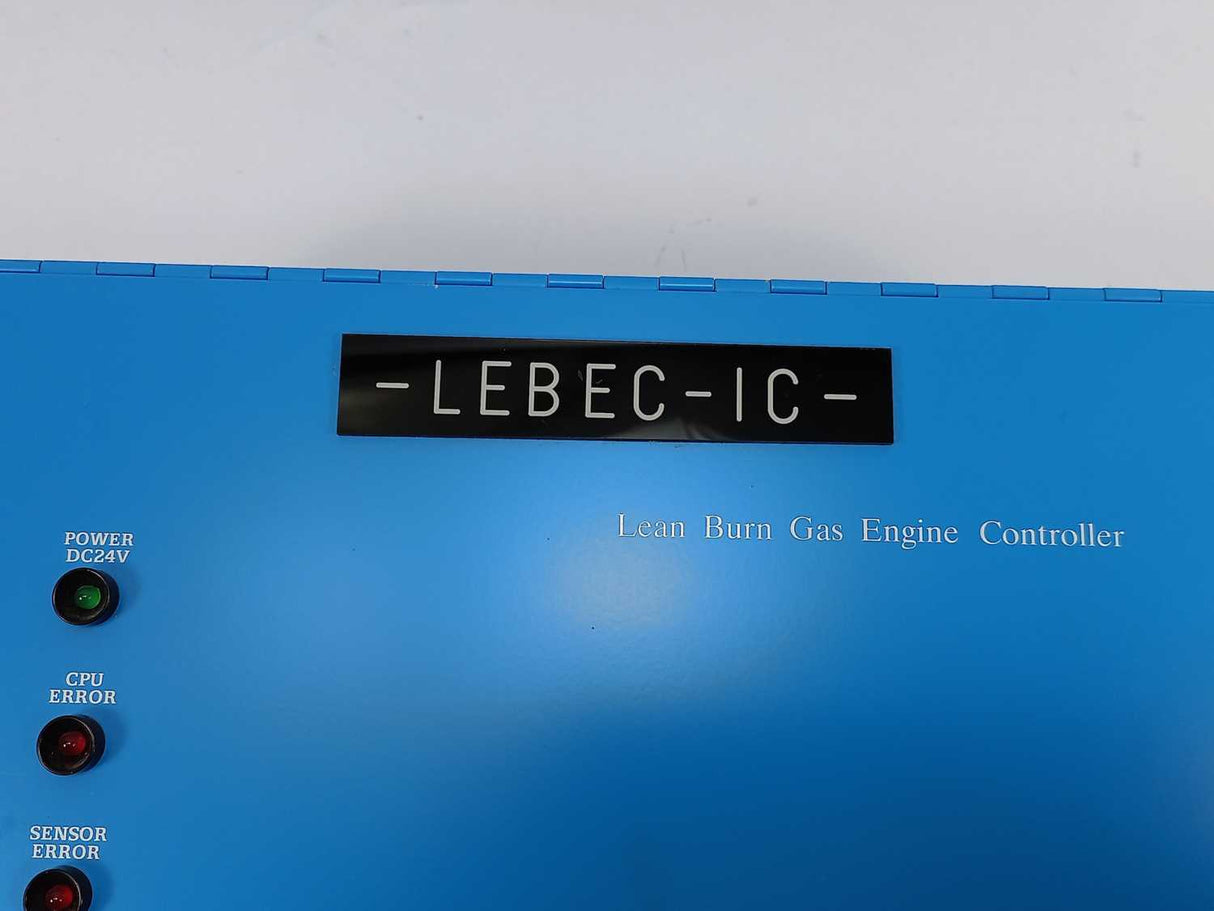 -LEBEC-IC-
Lean Burn Gas Engine Controller
POWER
DC24V
CPU
ERROR
SENSOR
ERROR